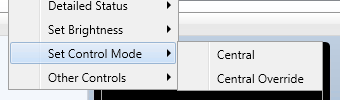 Detailed Status
Set Brightness
Set Control Mode
Other Controls
Central
Central Override